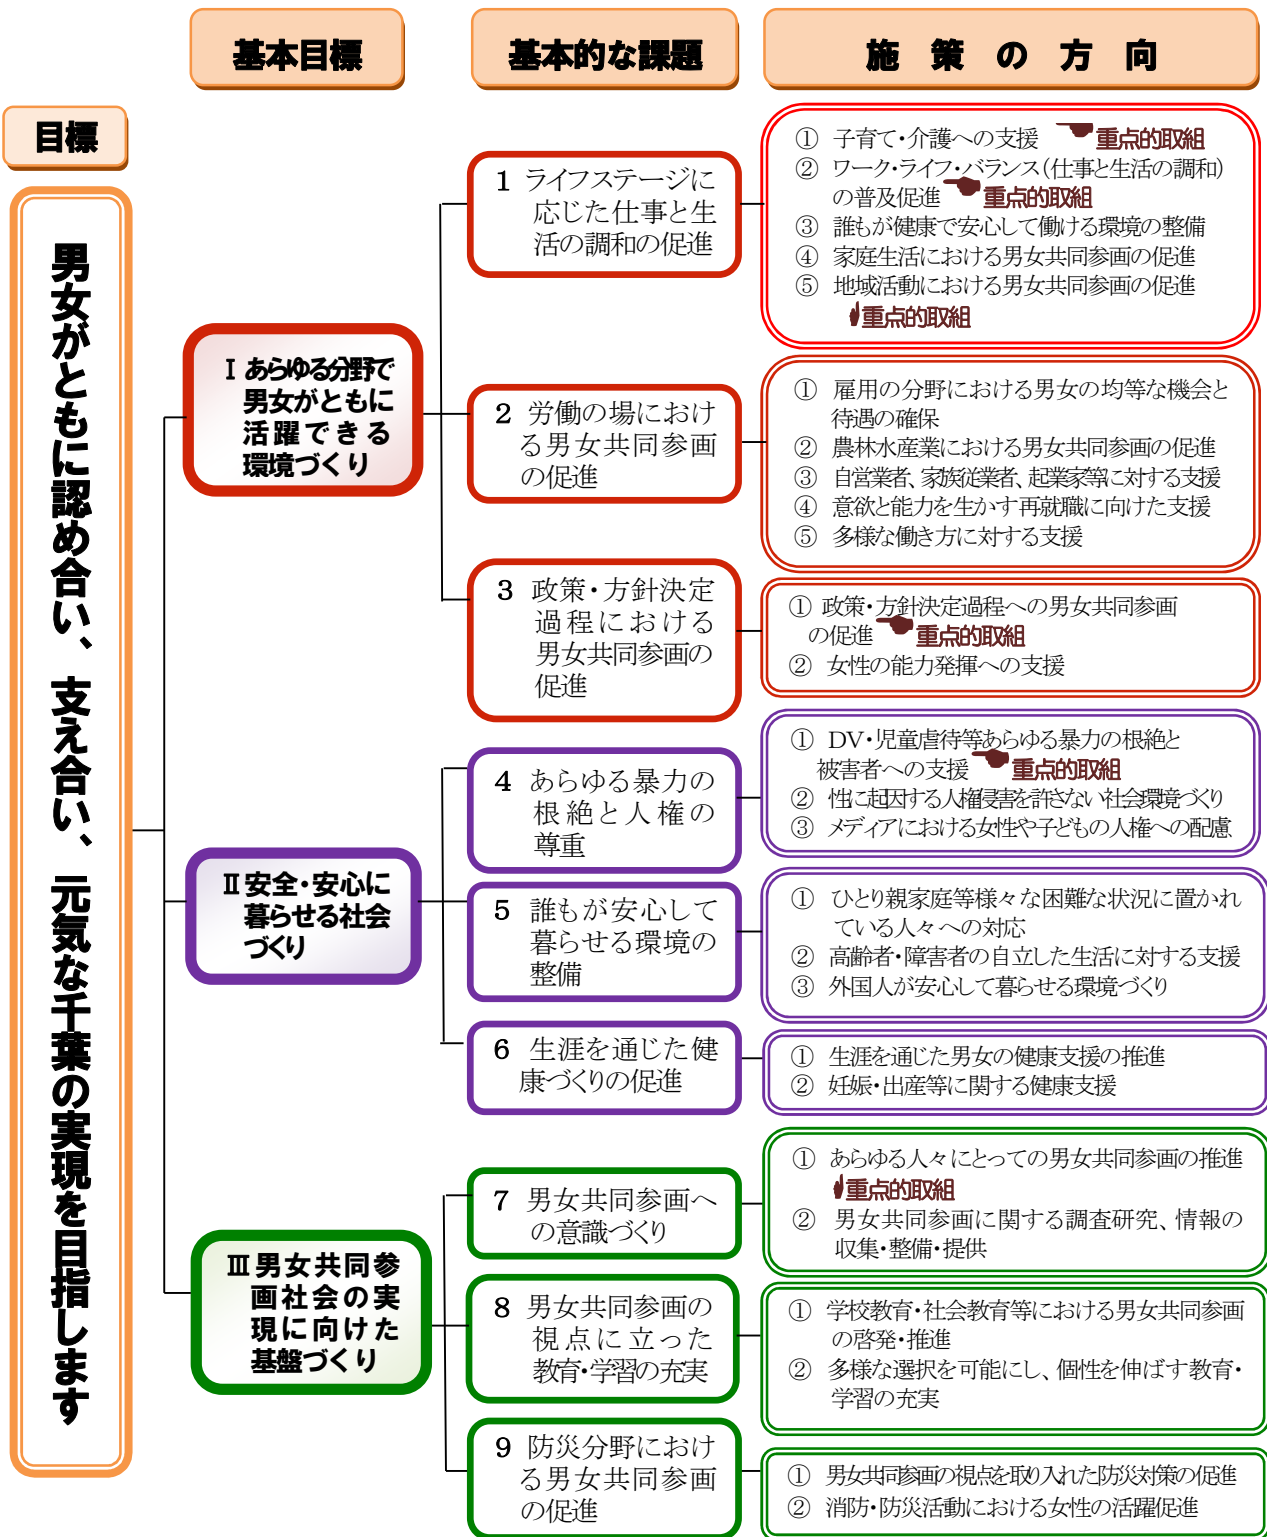 基本目標
基本的な課題
施策の方向
目標
男女がともに認め合い、支え合い、元気な千葉の実現を目指します
Ⅰ あらゆる分野で
男女がともに
活躍できる
環境づくり
1 ライフステージに
応じた仕事と生
活の調和の促進
① 子育て・介護への支援 重点的取組
② ワーク・ライフ・バランス(仕事と生活の調和)
の普及促進 重点的取組
③ 誰もが健康で安心して働ける環境の整備
④ 家庭生活における男女共同参画の促進
⑤ 地域活動における男女共同参画の促進
重点的取組
2 労働の場におけ
る男女共同参画
の促進
① 雇用の分野における男女の均等な機会と
待遇の確保
② 農林水産業における男女共同参画の促進
③ 自営業者、家族従業者、起業家等に対する支援
④ 意欲と能力を生かす再就職に向けた支援
⑤ 多様な働き方に対する支援
3 政策・方針決定
過程における
男女共同参画の
促進
① 政策・方針決定過程への男女共同参画
の促進 重点的取組
② 女性の能力発揮への支援
Ⅱ 安全・安心に
暮らせる社会
づくり
4 あらゆる暴力の
根絶と人権の
尊重
① DV・児童虐待等あらゆる暴力の根絶と
被害者への支援 重点的取組
② 性に起因する人権侵害を許さない社会環境づくり
③ メディアにおける女性や子どもの人権への配慮
5 誰もが安心して
暮らせる環境の
整備
① ひとり親家庭等様々な困難な状況に置かれ
ている人々への対応
② 高齢者・障害者の自立した生活に対する支援
③ 外国人が安心して暮らせる環境づくり
6 生涯を通じた健
康づくりの促進
① 生涯を通じた男女の健康支援の推進
② 妊娠・出産等に関する健康支援
Ⅲ 男女共同参
画社会の実
現に向けた
基盤づくり
7 男女共同参画へ
の意識づくり
① あらゆる人々にとっての男女共同参画の推進
重点的取組
② 男女共同参画に関する調査研究、情報の
収集・整備・提供
8 男女共同参画の
視点に立った
教育・学習の充実
① 学校教育・社会教育等における男女共同参画
の啓発・推進
② 多様な選択を可能にし、個性を伸ばす教育・
学習の充実
9 防災分野におけ
る男女共同参画
の促進
① 男女共同参画の視点を取り入れた防災対策の促進
② 消防・防災活動における女性の活躍促進